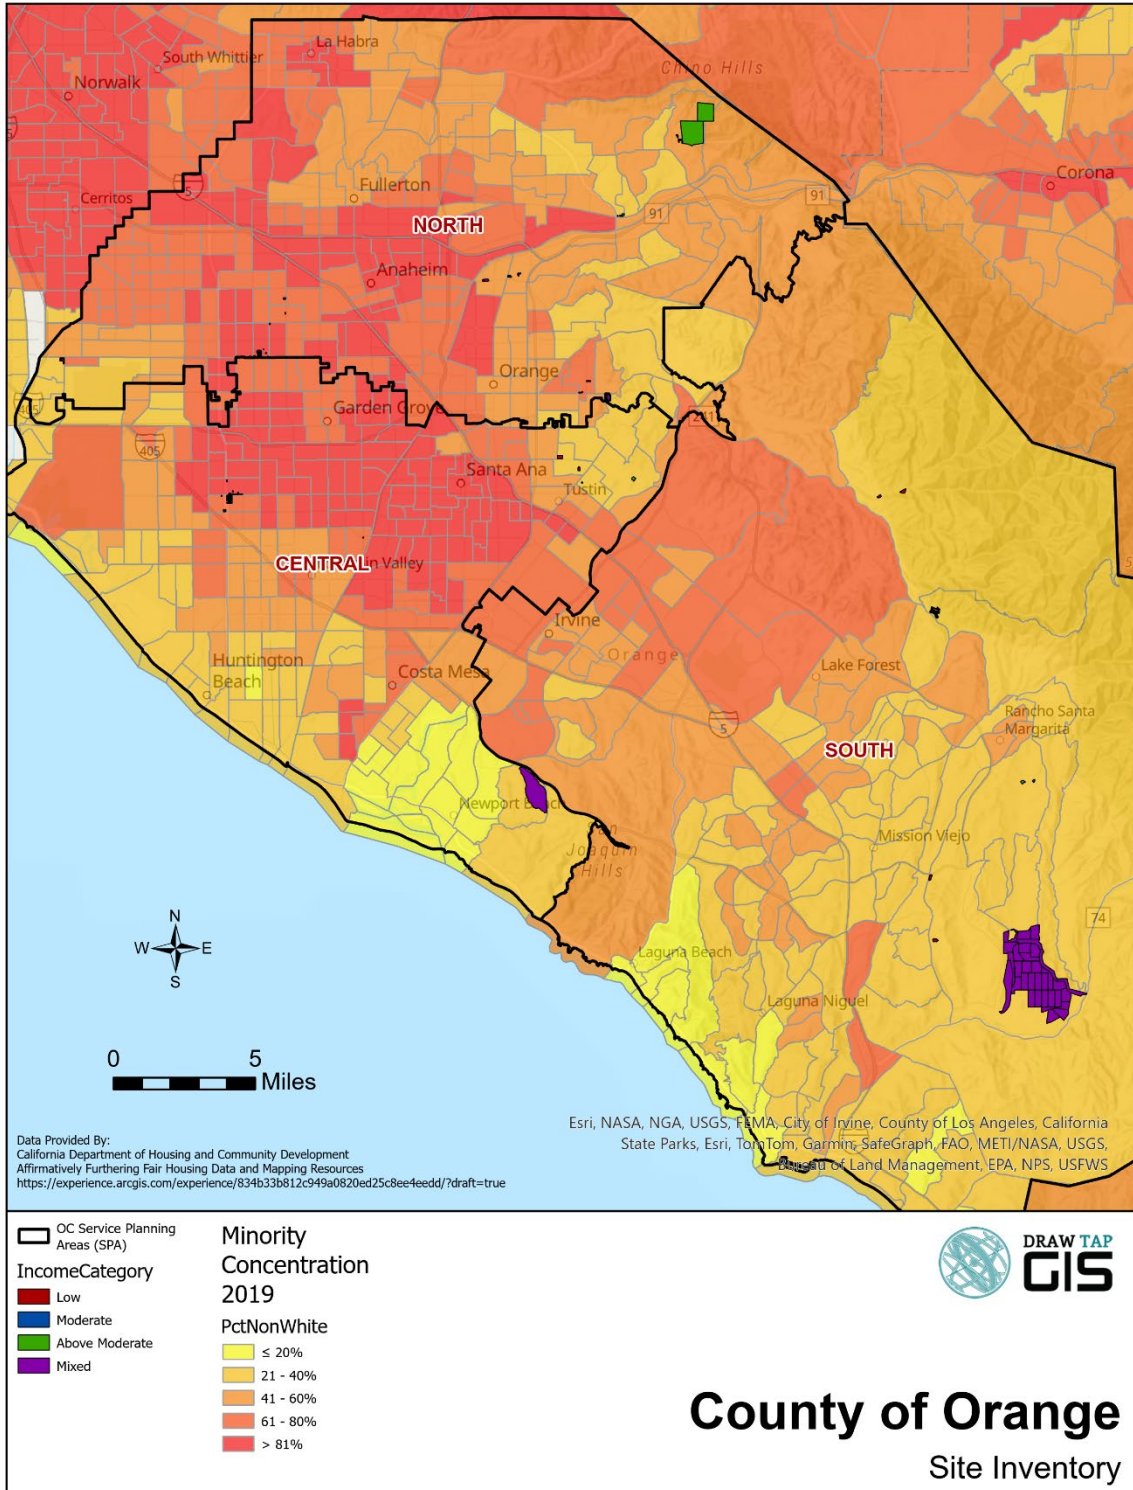 La Habra
South Whittier
Chino Hills
Norwalk
5
Corona
Fullerton
5
Cerritos
91
91
NORTH
Anaheim
Orange
405
Garden Grove
241
405
Santa Ana
Tustin
CENTRAL
in Valley
Irvine
Orange
Huntington
Beach
Costa Mesa
Lake Forest
Rancho Santa
Margarita
5
SOUTH
Newport Beach
Mission Viejo
Joaquin
Hills
74
N
W E
S
Laguna Beach
Laguna Niguel
0 5
Miles
Esri, NASA, NGA, USGS, FEMA, City of Irvine, County of Los Angeles, California
State Parks, Esri, TomTom, Garmin, SafeGraph, FAO, METI/NASA, USGS,
Bureau of Land Management, EPA, NPS, USFWS
Data Provided By:
California Department of Housing and Community Development
Affirmatively Furthering Fair Housing Data and Mapping Resources
https://experience.arcgis.com/experience/834b33b812c949a0820ed25c8ee4eedd/?draft=true
OC Service Planning
Areas (SPA)
IncomeCategory
Low
Moderate
Above Moderate
Mixed
Minority
Concentration
2019
PctNonWhite
≤ 20%
21 - 40%
41 - 60%
61 - 80%
> 81%
DRAW TAP
GIS
County of Orange
Site Inventory